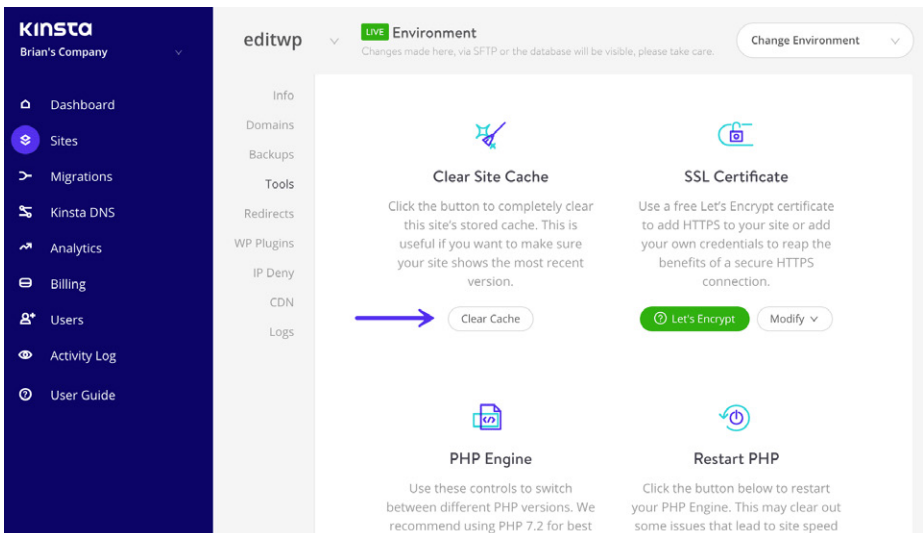 Kinsta
Brian's Company
Dashboard
Sites
Migrations
Kinsta DNS
Analytics
Billing
Users
Activity Log
User Guide
editwp
LIVE Environment
Changes made here, via SFTP or the database will be visible, please take care.
Change Environment
Info
Domains
Backups
Tools
Redirects
WP Plugins
IP Deny
CDN
Logs
Clear Site Cache
Click the button to completely clear
this site's stored cache. This is
useful if you want to make sure
your site shows the most recent
version.
Clear Cache
SSL Certificate
Use a free Let's Encrypt certificate
to add HTTPS to your site or add
your own credentials to reap the
benefits of a secure HTTPS
connection.
Let's Encrypt
Modify
PHP Engine
Use these controls to switch
between different PHP versions. We
recommend using PHP 7.2 for best
Restart PHP
Click the button below to restart
your PHP Engine. This may clear out
some issues that lead to site speed